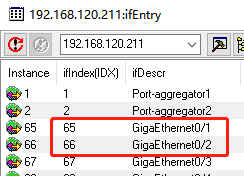 192.168.120.211:ifEntry
192.168.120.211
Instance ifIndex(IDX) ifDescr
1 1 Port-aggregator1
2 2 Port-aggregator2
65 65 GigaEthernet0/1
66 66 GigaEthernet0/2
67 67 GigaEthernet0/3